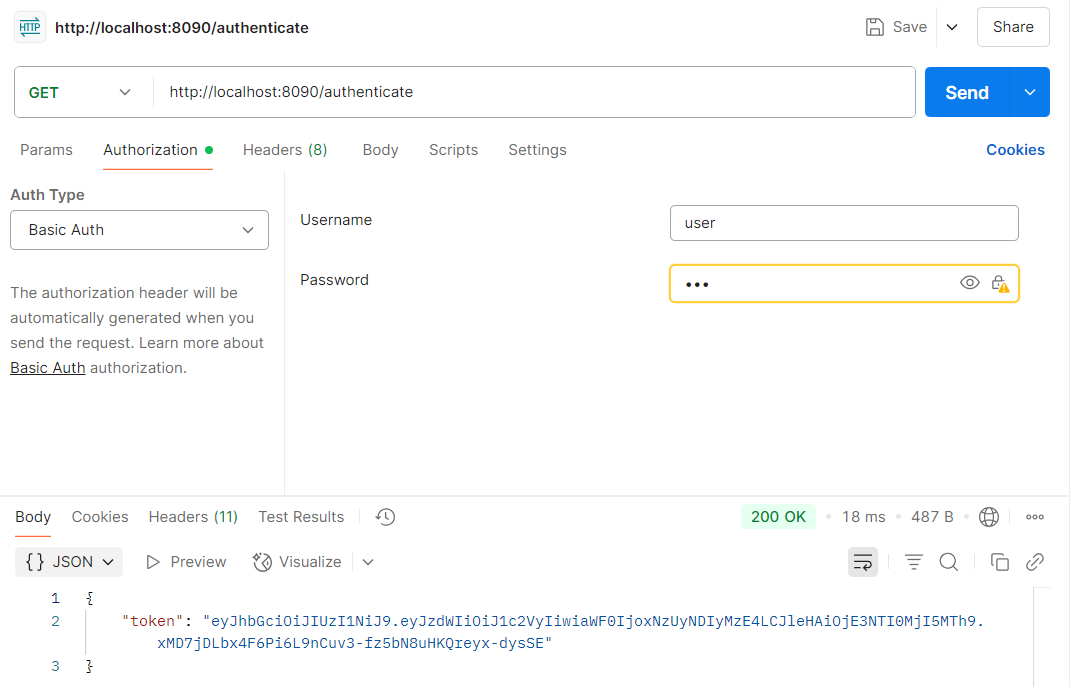 HTTP http://localhost:8090/authenticate Save Share
GET http://localhost:8090/authenticate Send
Params Authorization Headers (8) Body Scripts Settings Cookies
Auth Type
Basic Auth
The authorization header will be
automatically generated when you
send the request. Learn more about
Basic Auth authorization.
Username user
Password •••
Body Cookies Headers (11) Test Results 200 OK • 18 ms • 487 B •
{} JSON Preview Visualize
1 {
2 "token": "eyJhbGciOiJIUzI1NiJ9.eyJzdWIiOiJ1c2VyIiwiaWF0IjoxNzUyNDIyMzE4LCJleHAiOjE3NTI0MjI5MTh9.
xMD7jDLbx4F6Pi6L9nCuv3-fz5bN8uHKQreyx-dysSE"
3 }